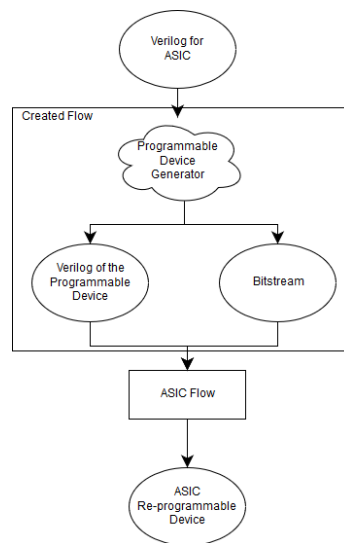 Verilog for
ASIC
Created Flow
Programmable
Device
Generator
Verilog of the
Programmable
Device
Bitstream
ASIC Flow
ASIC
Re-programmable
Device